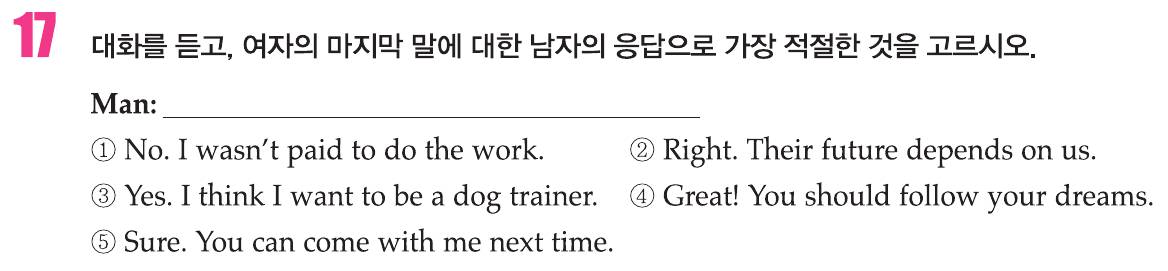 17 대화를 듣고, 여자의 마지막 말에 대한 남자의 응답으로 가장 적절한 것을 고르시오.
Man:
① No. I wasn't paid to do the work. ② Right. Their future depends on us.
③ Yes. I think I want to be a dog trainer. ④ Great! You should follow your dreams.
⑤ Sure. You can come with me next time.